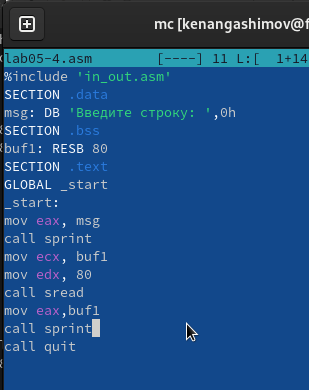 mc [kenangashimov@f
lab05-4.asm [----] 11 L:[ 1+14
%include 'in_out.asm'
SECTION .data
msg: DB 'Введите строку: ',0h
SECTION .bss
buf1: RESB 80
SECTION .text
GLOBAL _start
_start:
mov eax, msg
call sprint
mov ecx, buf1
mov edx, 80
call sread
mov eax,buf1
call sprint
call quit